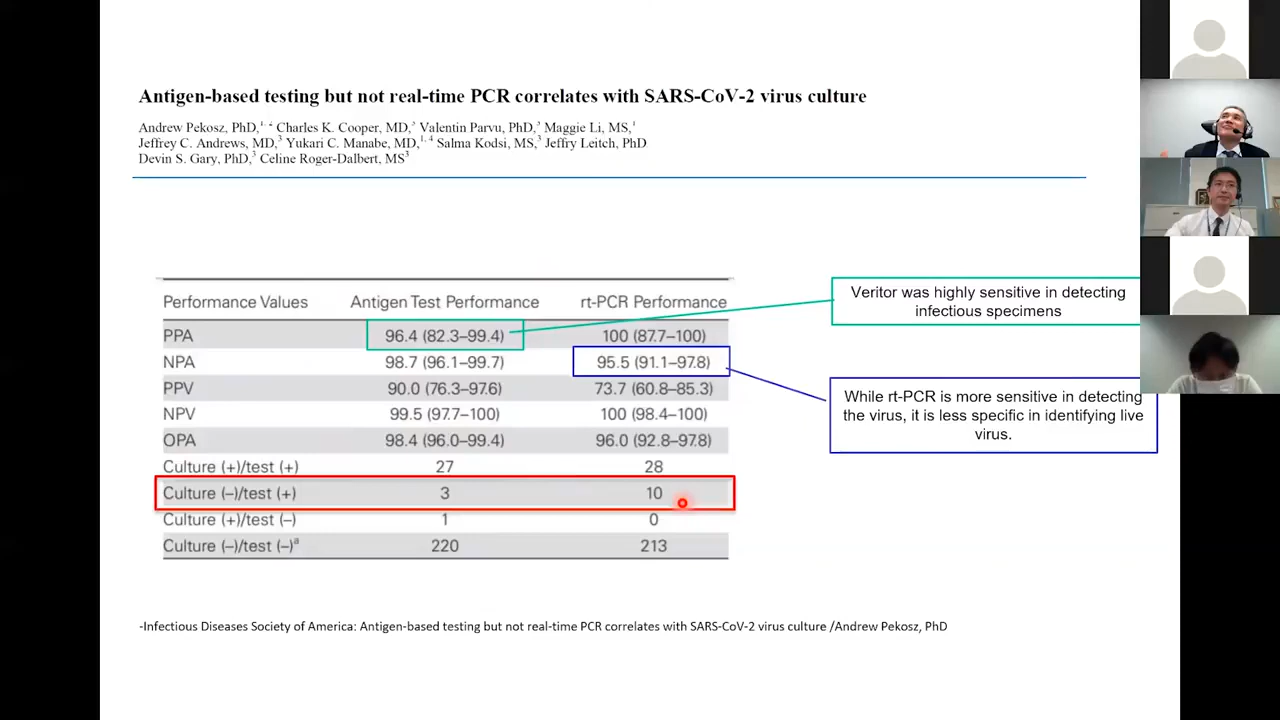 Antigen-based testing but not real-time PCR correlates with SARS-CoV-2 virus culture
Andrew Pekosz, PhD,1, 2 Charles K. Cooper, MD,3 Valentin Parvu, PhD,3 Maggie Li, MS,1
Jeffrey C. Andrews, MD,3 Yukari C. Manabe, MD,1, 4 Salma Kodsi, MS,3 Jeffry Leitch, PhD
Devin S. Gary, PhD,3 Celine Roger-Dalbert, MS3
Performance Values Antigen Test Performance rt-PCR Performance
PPA 96.4 (82.3–99.4) 100 (87.7–100)
NPA 98.7 (96.1–99.7) 95.5 (91.1–97.8)
PPV 90.0 (76.3–97.6) 73.7 (60.8–85.3)
NPV 99.5 (97.7–100) 100 (98.4–100)
OPA 98.4 (96.0–99.4) 96.0 (92.8–97.8)
Culture (+)/test (+) 27 28
Culture (–)/test (+) 3 10
Culture (+)/test (–) 1 0
Culture (–)/test (–)a 220 213
Veritor was highly sensitive in detecting
infectious specimens
While rt-PCR is more sensitive in detecting
the virus, it is less specific in identifying live
virus.
-Infectious Diseases Society of America: Antigen-based testing but not real-time PCR correlates with SARS-CoV-2 virus culture /Andrew Pekosz, PhD